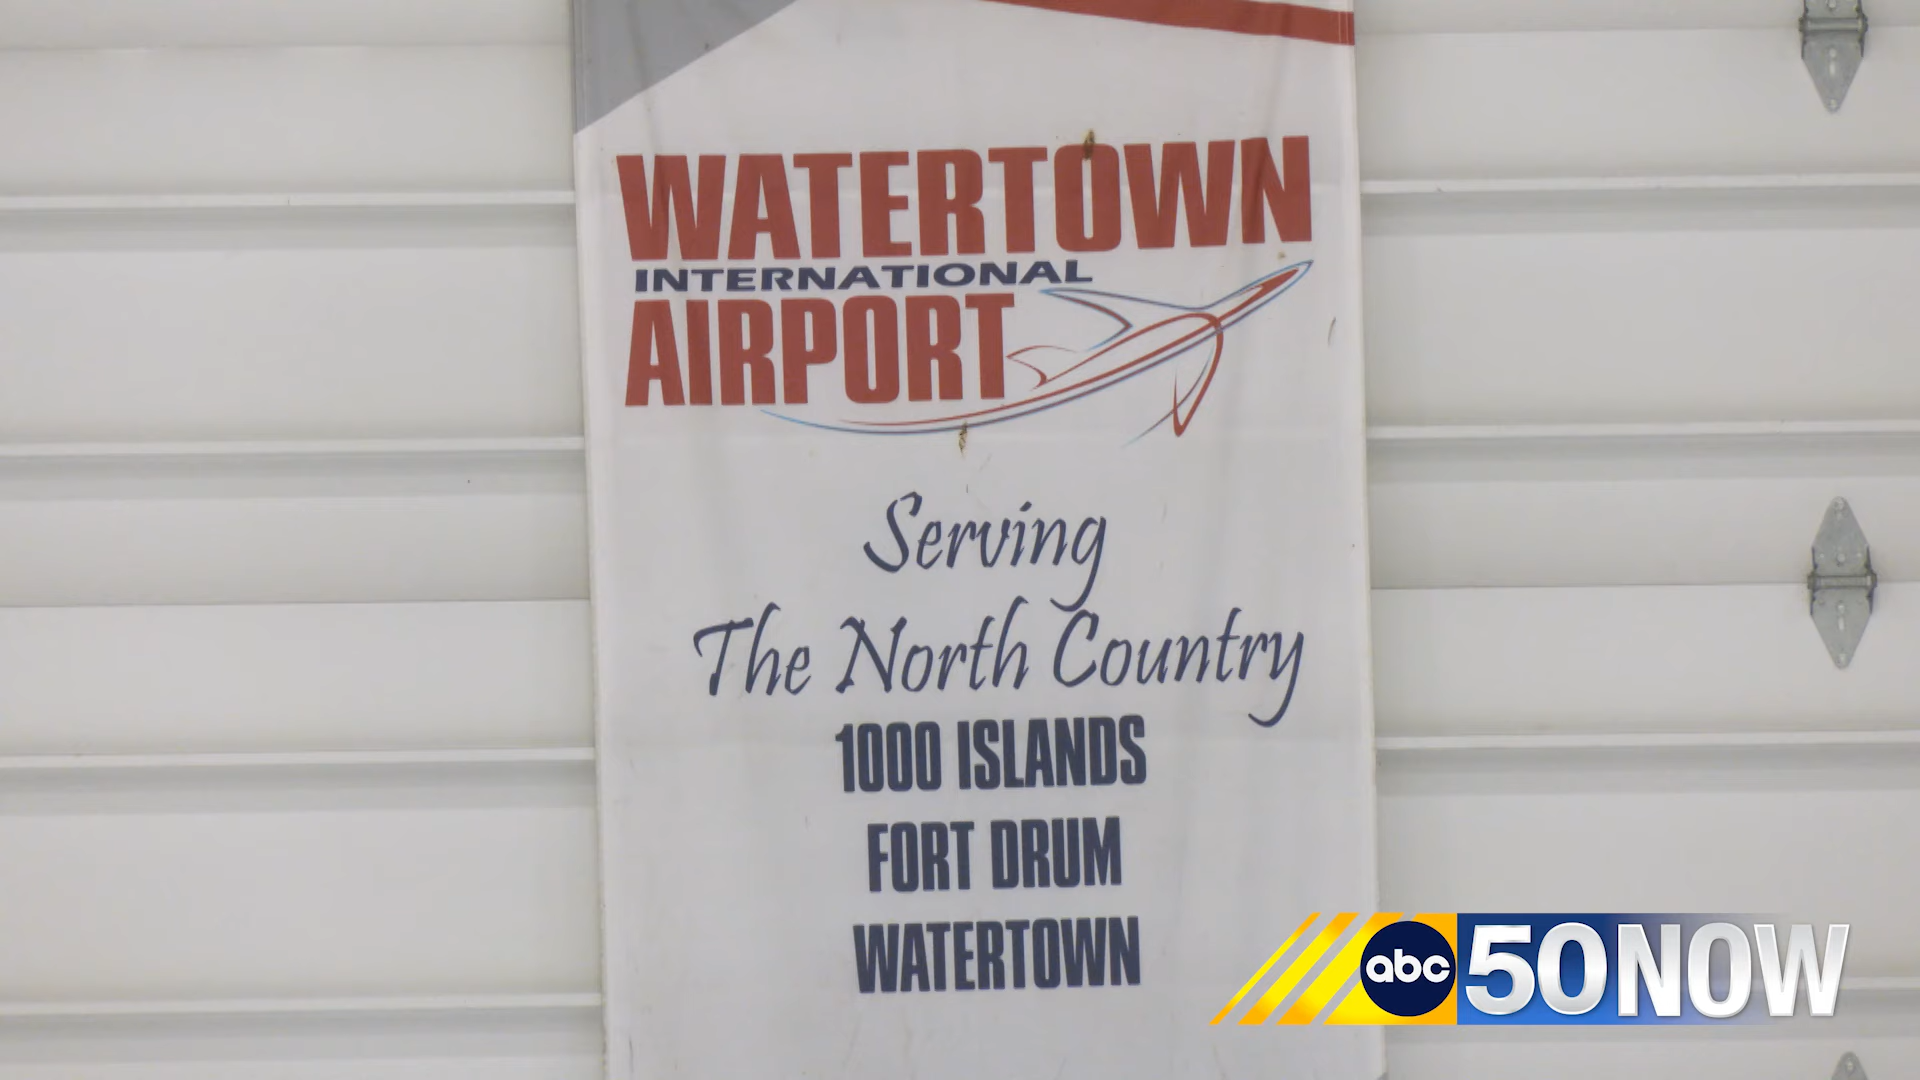 WATERTOWN
INTERNATIONAL
AIRPORT
Serving
The North Country
1000 ISLANDS
FORT DRUM
WATERTOWN
abc 50NOW